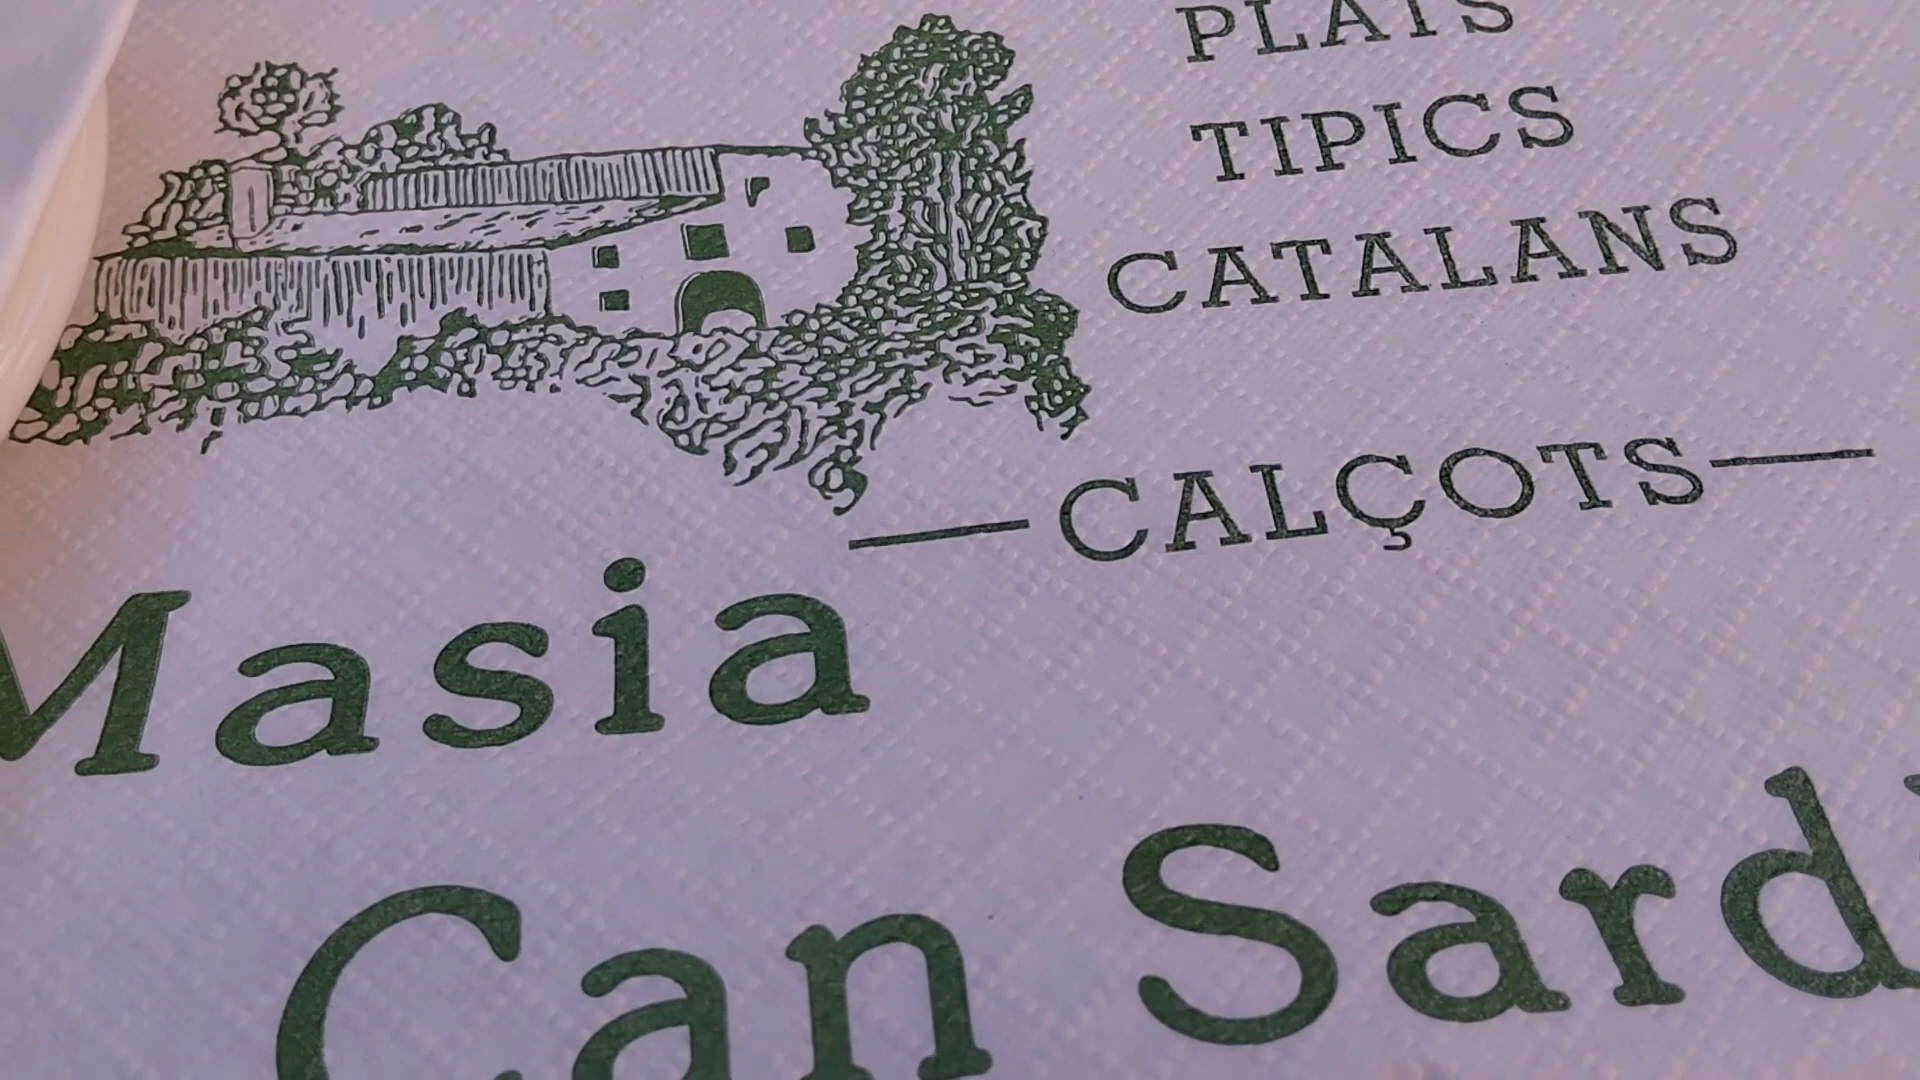 PLATS
TIPICS
CATALANS
—CALÇOTS—
Masia
Can